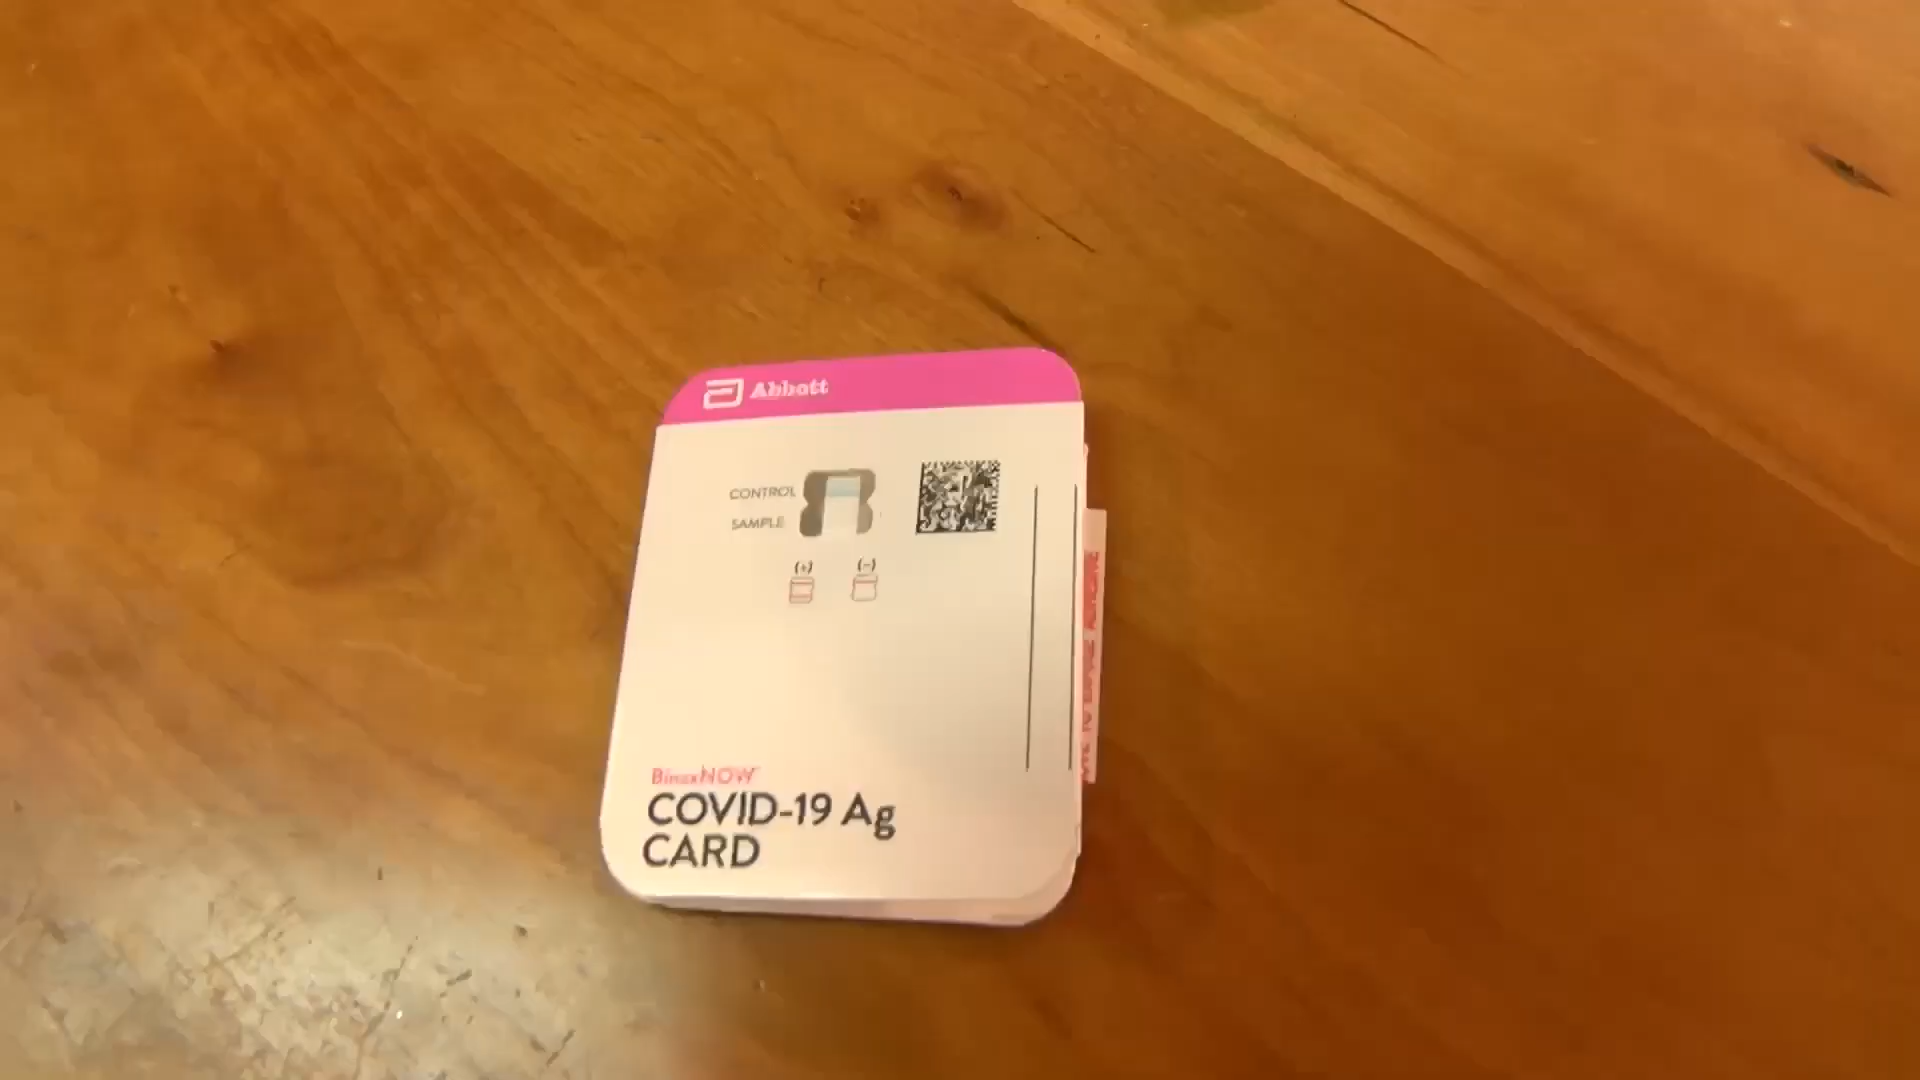 Abbott
CONTROL
SAMPLE
(+) (-)
BinaxNOW
COVID-19 Ag
CARD